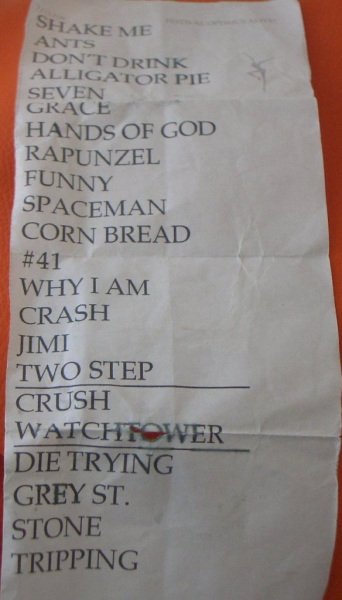 SHAKE ME
ANTS
DON'T DRINK
ALLIGATOR PIE
SEVEN
GRACE
HANDS OF GOD
RAPUNZEL
FUNNY
SPACEMAN
CORN BREAD
#41
WHY I AM
CRASH
JIMI
TWO STEP
CRUSH
WATCHTOWER
DIE TRYING
GREY ST.
STONE
TRIPPING